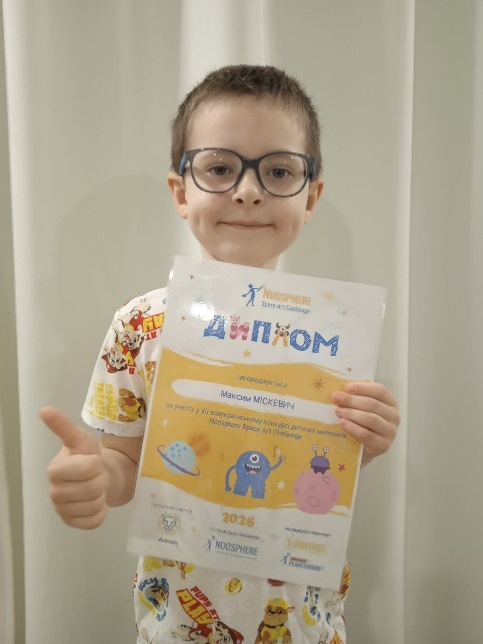 NOOSPHERE
Space Art Challenge
ДИПЛОМ
нагороджується
Максим МІСКЕВИЧ
за участь у XII всеукраїнському конкурсі дитячих малюнків
Noosphere Space Art Challenge
2026
NOOSPHERE